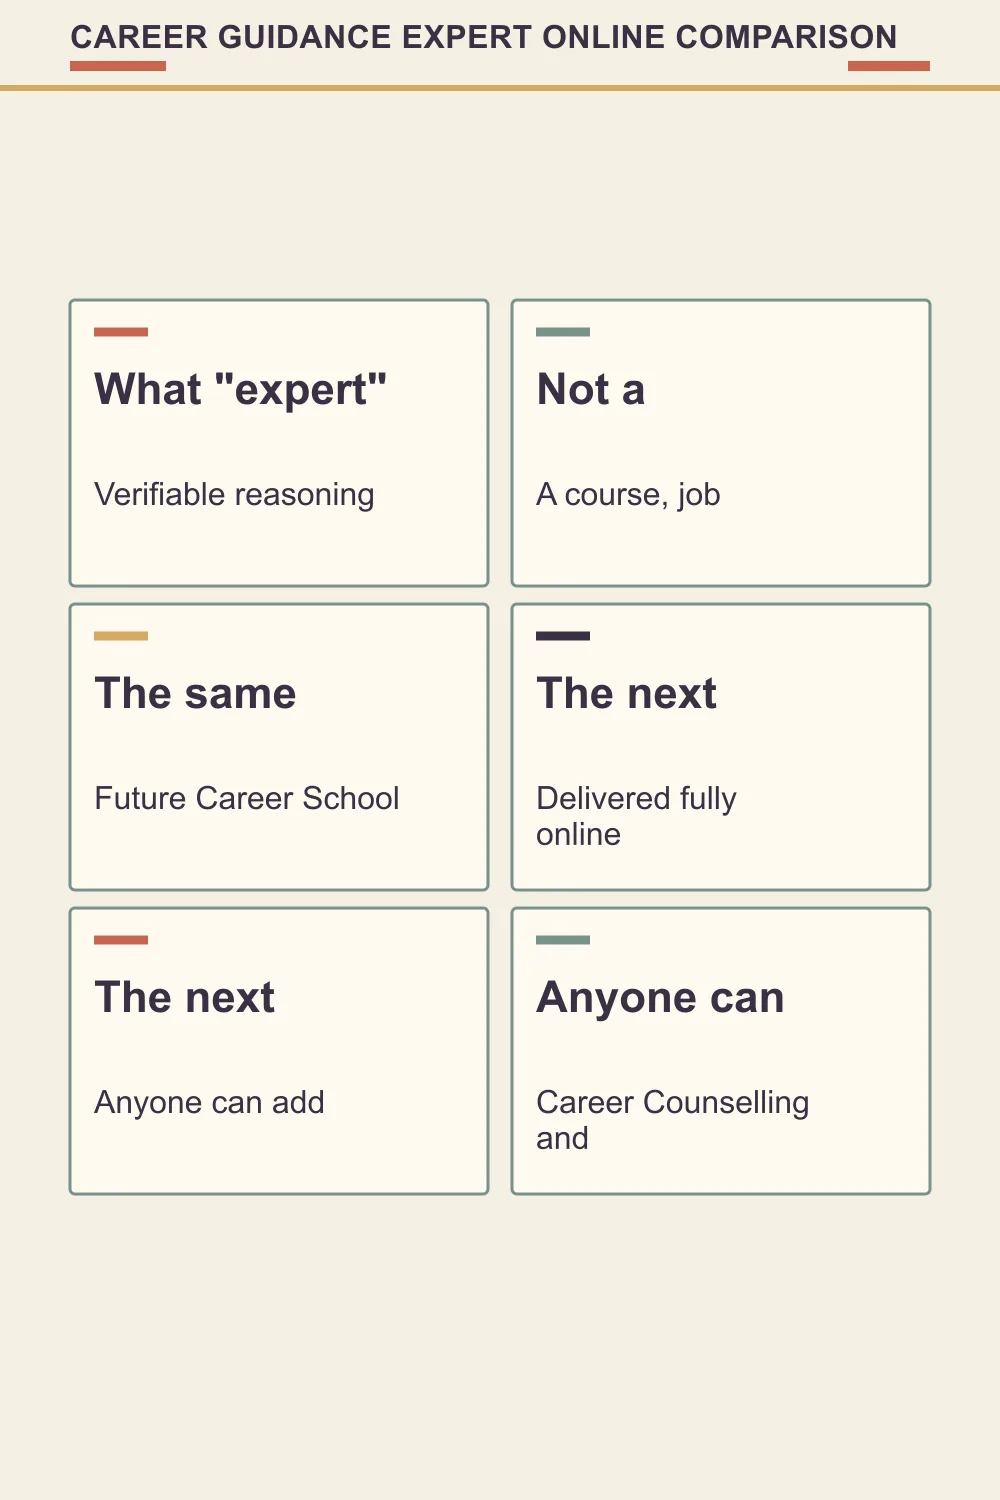 CAREER GUIDANCE EXPERT ONLINE COMPARISON
What "expert"
Verifiable reasoning
Not a
A course, job
The same
Future Career School
The next
Delivered fully
online
The next
Anyone can add
Anyone can
Career Counselling
and